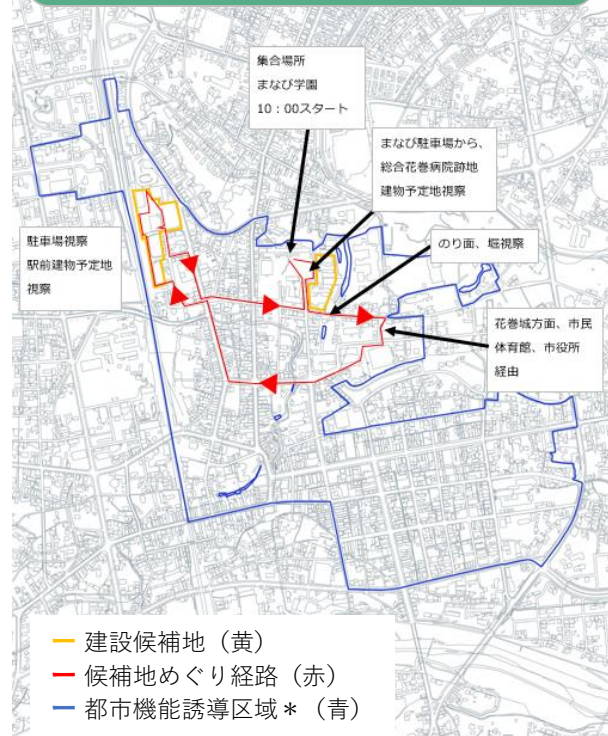 集合場所
まなび学園
10：00スタート
まなび駐車場から、
総合花巻病院跡地
建物予定地視察
のり面、堀視察
駐車場視察
駅前建物予定地
視察
花巻城方面、市民
体育館、市役所
経由
建設候補地（黄）
候補地めぐり経路（赤）
都市機能誘導区域＊（青）